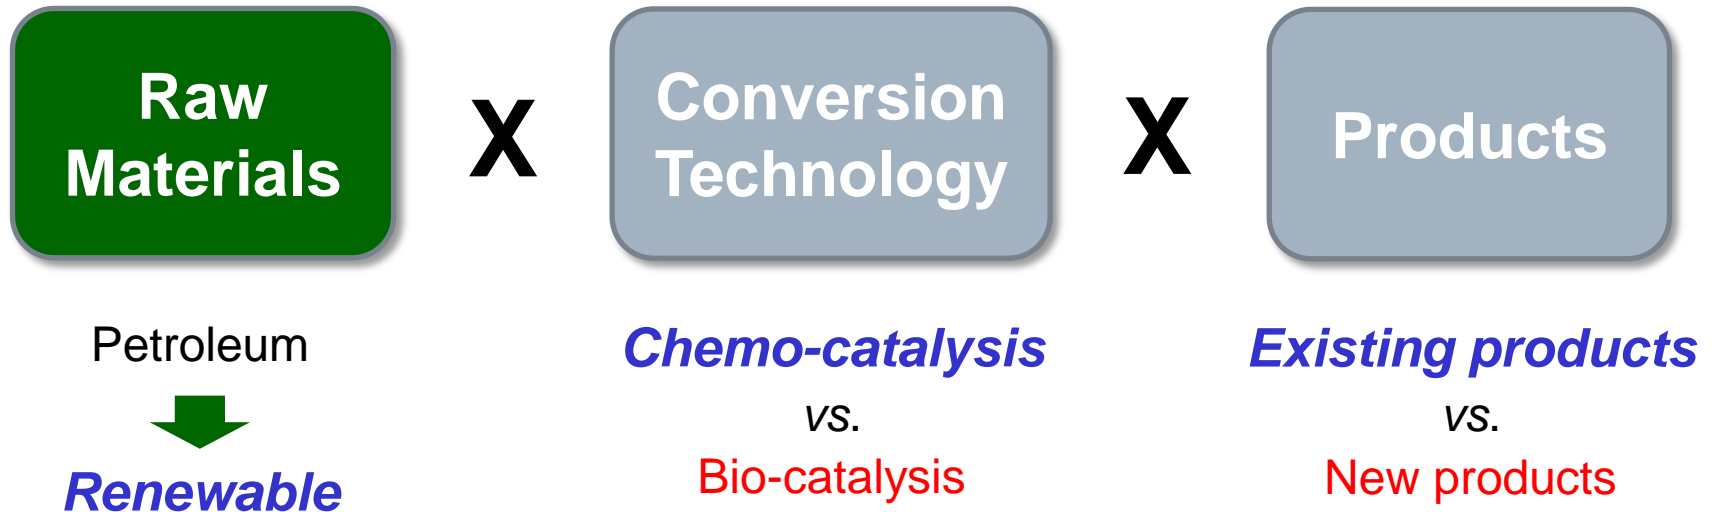 Raw
Materials
X
Conversion
Technology
X
Products
Petroleum
Renewable
Chemo-catalysis
vs.
Bio-catalysis
Existing products
vs.
New products